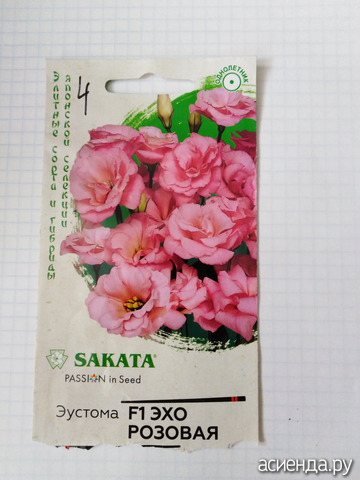 4
ОДНОЛЕТНИК
Элитные сорта и гибриды
японской селекции
SAKATA®
PASSION in Seed
Эустома F1 ЭХО
РОЗОВАЯ
асиенда.ру